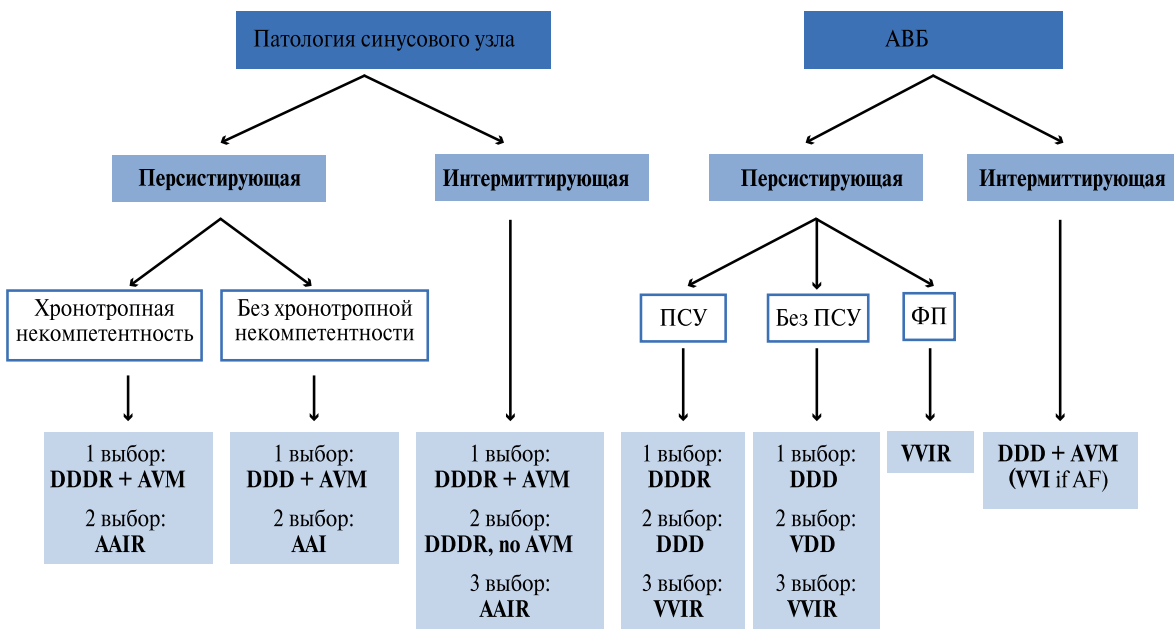 Патология синусового узла
АВБ
Персистирующая
Интермиттирующая
Персистирующая
Интермиттирующая
Хронотропная
некомпетентность
Без хронотропной
некомпетентности
ПСУ
Без ПСУ
ФП
1 выбор:
DDDR + AVM
2 выбор:
AAIR
1 выбор:
DDD + AVM
2 выбор:
AAI
1 выбор:
DDDR + AVM
2 выбор:
DDDR, no AVM
3 выбор:
AAIR
1 выбор:
DDDR
2 выбор:
DDD
3 выбор:
VVIR
1 выбор:
DDD
2 выбор:
VDD
3 выбор:
VVIR
VVIR
DDD + AVM
(VVI if AF)